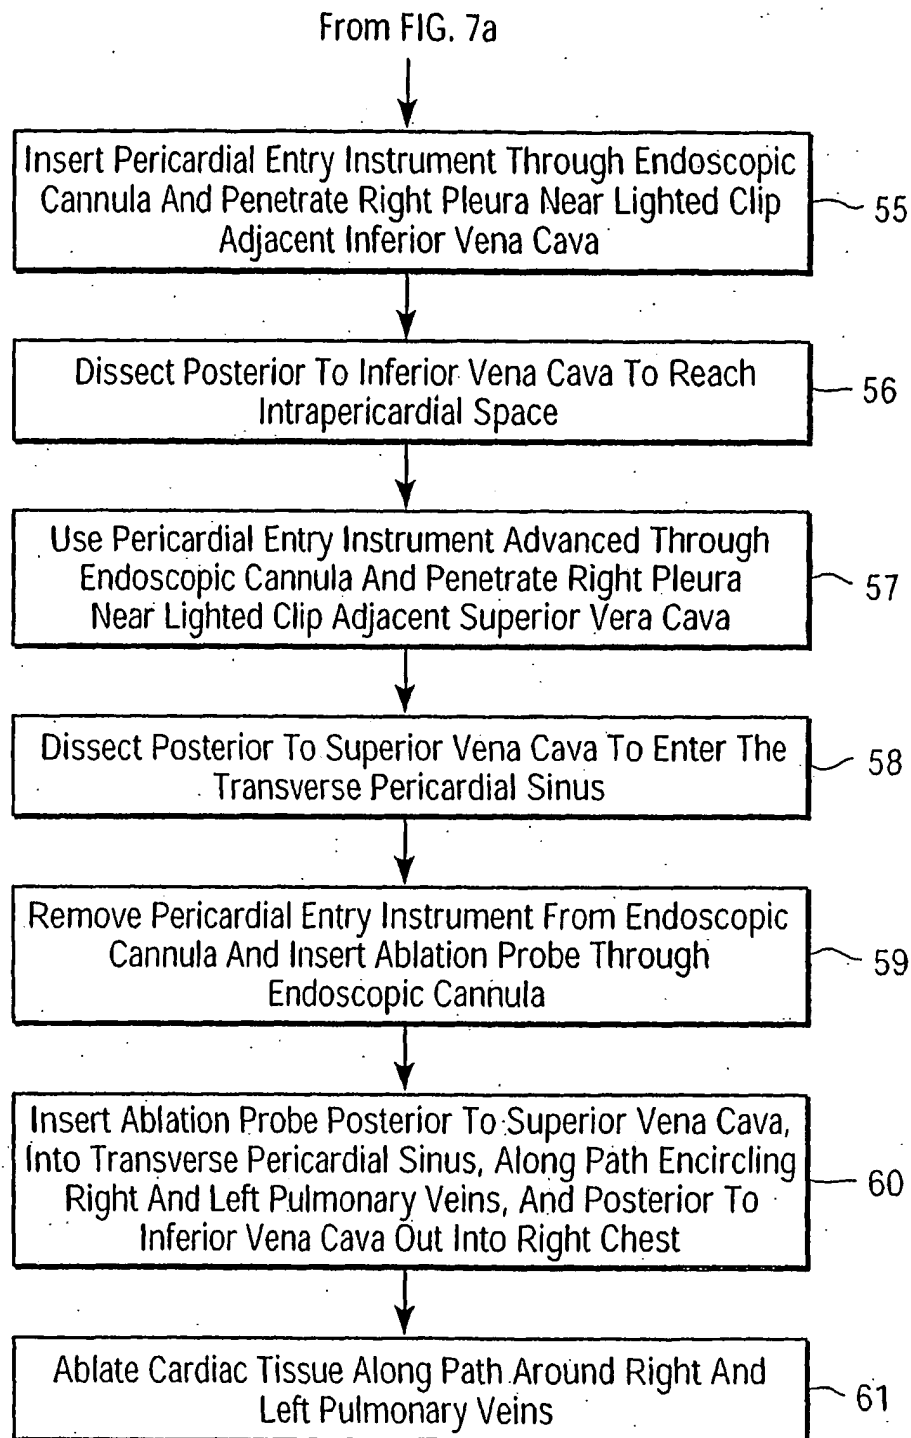 From FIG. 7a
Insert Pericardial Entry Instrument Through Endoscopic
Cannula And Penetrate Right Pleura Near Lighted Clip
Adjacent Inferior Vena Cava
55
Dissect Posterior To Inferior Vena Cava To Reach
Intrapericardial Space
56
Use Pericardial Entry Instrument Advanced Through
Endoscopic Cannula And Penetrate Right Pleura
Near Lighted Clip Adjacent Superior Vera Cava
57
Dissect Posterior To Superior Vena Cava To Enter The
Transverse Pericardial Sinus
58
Remove Pericardial Entry Instrument From Endoscopic
Cannula And Insert Ablation Probe Through
Endoscopic Cannula
59
Insert Ablation Probe Posterior To Superior Vena Cava,
Into Transverse Pericardial Sinus, Along Path Encircling
Right And Left Pulmonary Veins, And Posterior To
Inferior Vena Cava Out Into Right Chest
60
Ablate Cardiac Tissue Along Path Around Right And
Left Pulmonary Veins
61